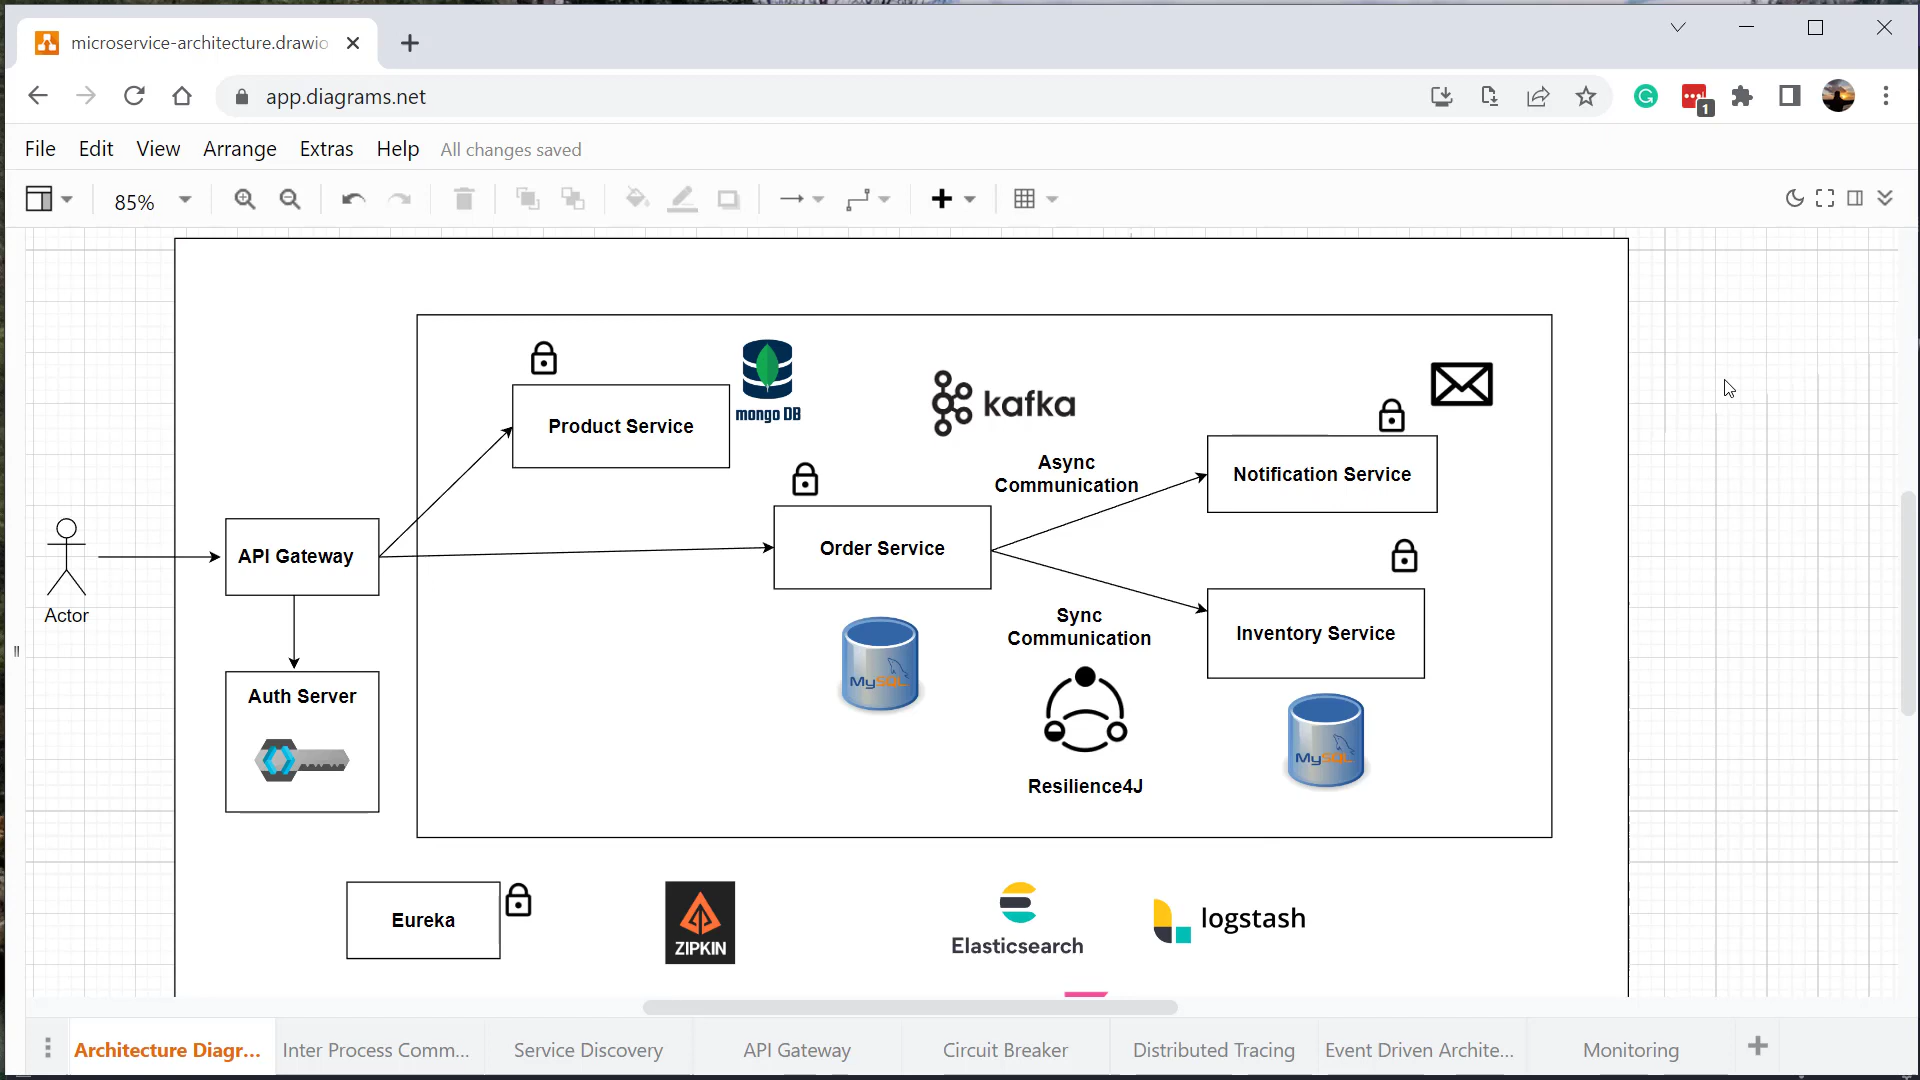 microservice-architecture.drawio
app.diagrams.net
1
File Edit View Arrange Extras Help All changes saved
85%
mongo DB
kafka
Product Service
Async
Communication
Notification Service
API Gateway
Order Service
Actor
Sync
Communication
Inventory Service
MySQL
Auth Server
MySQL
Resilience4J
Eureka
ZIPKIN
Elasticsearch
logstash
Architecture Diagr... Inter Process Comm... Service Discovery API Gateway Circuit Breaker Distributed Tracing Event Driven Archite... Monitoring